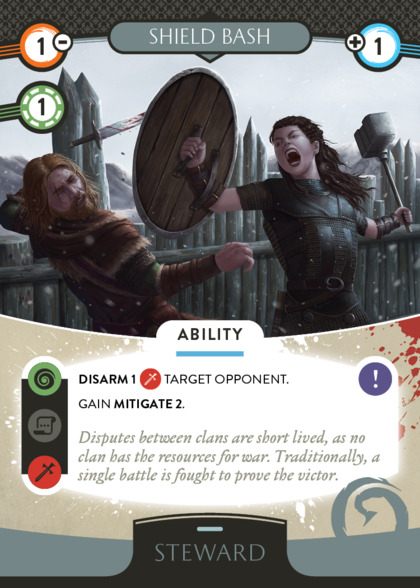 SHIELD BASH
1 -
+ 1
1
ABILITY
DISARM 1 TARGET OPPONENT.
!
GAIN MITIGATE 2.
Disputes between clans are short lived, as no
clan has the resources for war. Traditionally, a
single battle is fought to prove the victor.
STEWARD